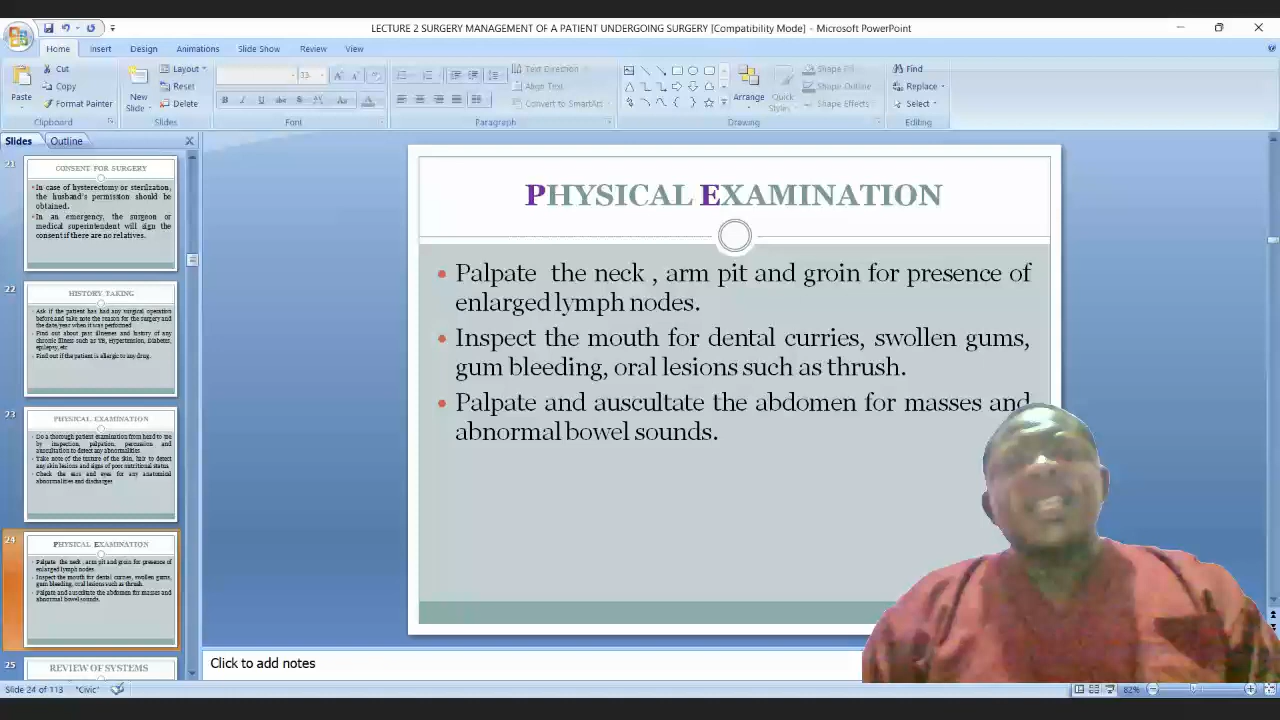 LECTURE 2 SURGERY MANAGEMENT OF A PATIENT UNDERGOING SURGERY [Compatibility Mode] - Microsoft PowerPoint
Home Insert Design Animations Slide Show Review View
Paste
Cut
Copy
Format Painter
Clipboard
New
Slide
Layout
Reset
Delete
Slides
33
B I U abc S AV Aa A
Font
Text Direction
Align Text
Convert to SmartArt
Paragraph
Arrange
Quick
Styles
Shape Fill
Shape Outline
Shape Effects
Drawing
Find
Replace
Select
Editing
Slides Outline
21
CONSENT FOR SURGERY
In case of hysterectomy or sterilization,
the husband's permission should be
obtained.
In an emergency, the surgeon or
medical superintendent will sign the
consent if there are no relatives.
22
HISTORY TAKING
Ask if the patient has had any surgical operation
before and take note the reason for the surgery and
the date/year when it was performed
Find out about past illnesses and history of any
chronic illness such as TB, Hypertension, Diabetes,
epilepsy, etc
Find out if the patient is allergic to any drug.
23
PHYSICAL EXAMINATION
Do a thorough patient examination from head to toe
by inspection, palpation, percussion and
auscultation to detect any abnormalities.
Take note of the texture of the skin, hair to detect
any skin lesions and signs of poor nutritional status
Check the ears and eyes for any anatomical
abnormalities and discharges
24
PHYSICAL EXAMINATION
Palpate the neck , arm pit and groin for presence of
enlarged lymph nodes.
Inspect the mouth for dental curries, swollen gums,
gum bleeding, oral lesions such as thrush.
Palpate and auscultate the abdomen for masses and
abnormal bowel sounds.
25
REVIEW OF SYSTEMS
PHYSICAL EXAMINATION
• Palpate the neck , arm pit and groin for presence of
enlarged lymph nodes.
• Inspect the mouth for dental curries, swollen gums,
gum bleeding, oral lesions such as thrush.
• Palpate and auscultate the abdomen for masses and
abnormal bowel sounds.
Click to add notes
Slide 24 of 113 "Civic" 82%